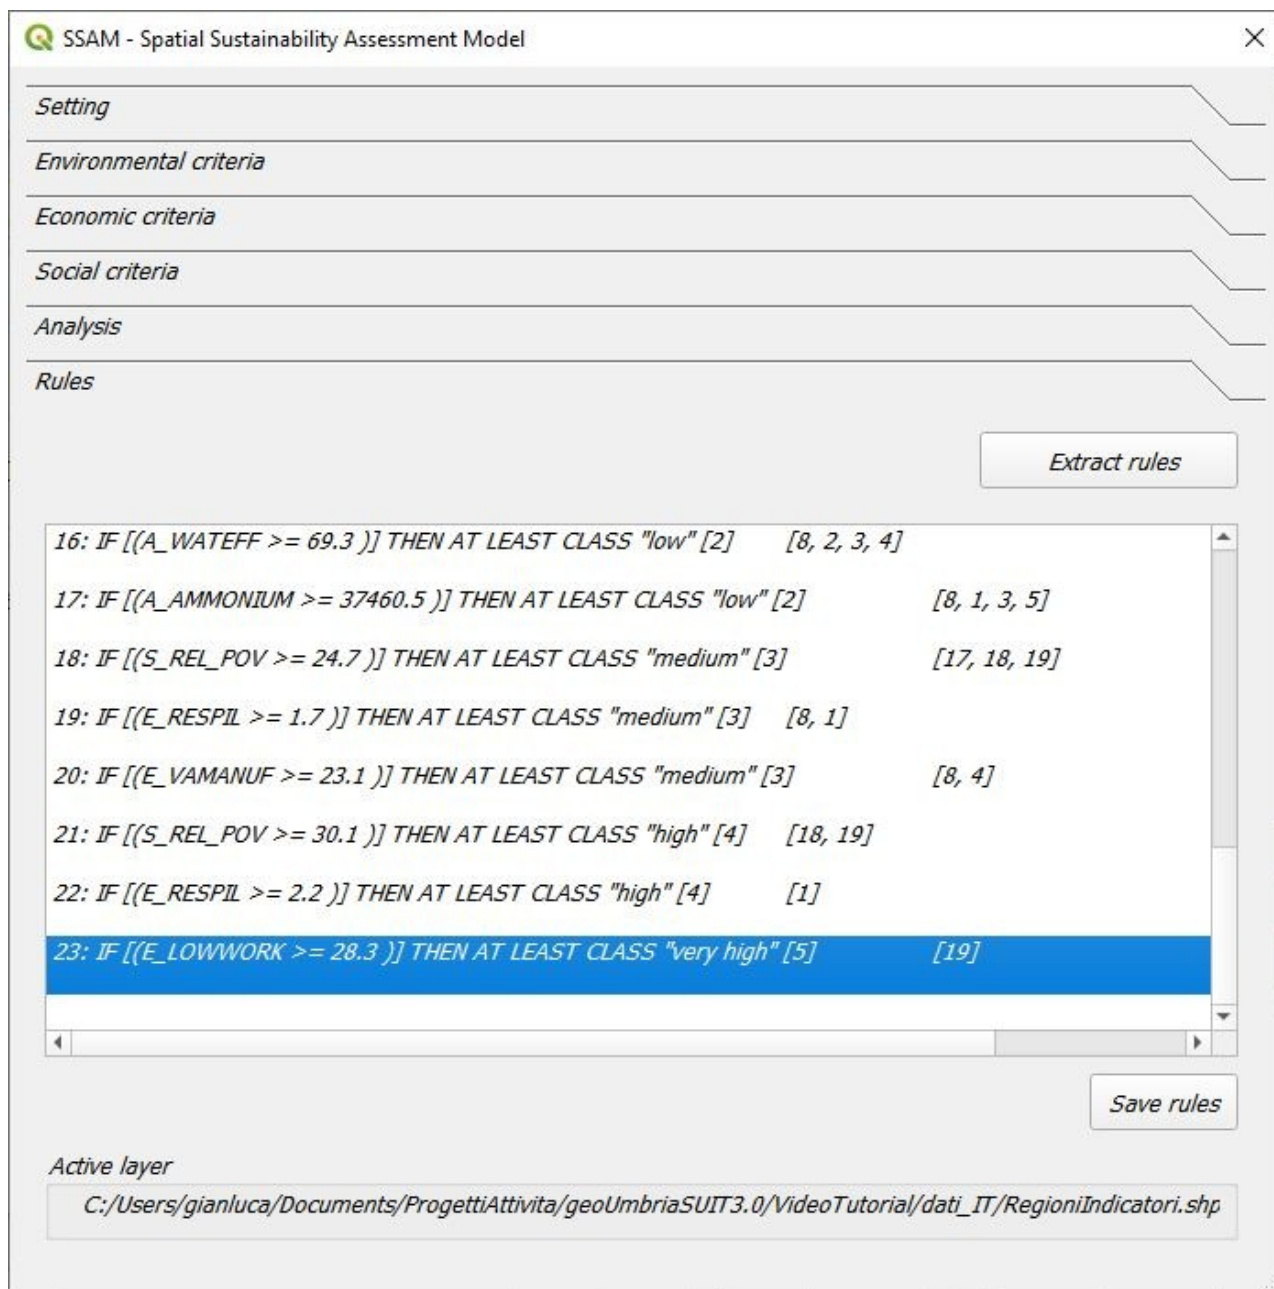 SSAM - Spatial Sustainability Assessment Model
Setting
Environmental criteria
Economic criteria
Social criteria
Analysis
Rules
Extract rules
16: IF [(A_WATEFF >= 69.3 )] THEN AT LEAST CLASS "low" [2] [8, 2, 3, 4]
17: IF [(A_AMMONIUM >= 37460.5 )] THEN AT LEAST CLASS "low" [2] [8, 1, 3, 5]
18: IF [(S_REL_POV >= 24.7 )] THEN AT LEAST CLASS "medium" [3] [17, 18, 19]
19: IF [(E_RESPIL >= 1.7 )] THEN AT LEAST CLASS "medium" [3] [8, 1]
20: IF [(E_VAMANUF >= 23.1 )] THEN AT LEAST CLASS "medium" [3] [8, 4]
21: IF [(S_REL_POV >= 30.1 )] THEN AT LEAST CLASS "high" [4] [18, 19]
22: IF [(E_RESPIL >= 2.2 )] THEN AT LEAST CLASS "high" [4] [1]
23: IF [(E_LOWWORK >= 28.3 )] THEN AT LEAST CLASS "very high" [5] [19]
Save rules
Active layer
C:/Users/gianluca/Documents/ProgettiAttivita/geoUmbriaSUIT3.0/VideoTutorial/dati_IT/RegioniIndicatori.shp